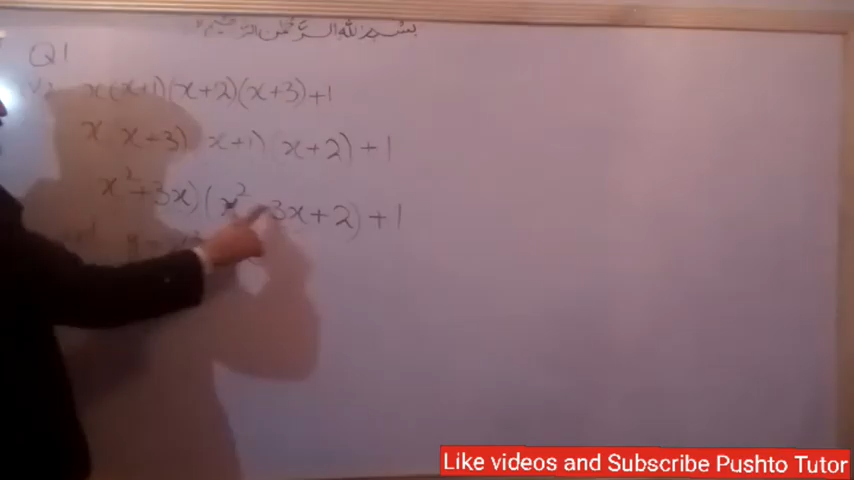 بسم الله الرحمن الرحیم
Q1
x(x+1)(x+2)(x+3)+1
x x+3) x+1) x+2)+1
x²+3x)(x² 3x+2)+1
Like videos and Subscribe Pushto Tutor